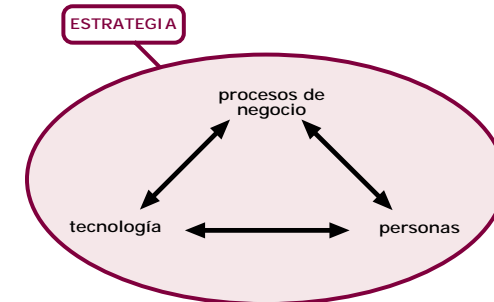 ESTRATEGIA
procesos de
negocio
tecnología
personas